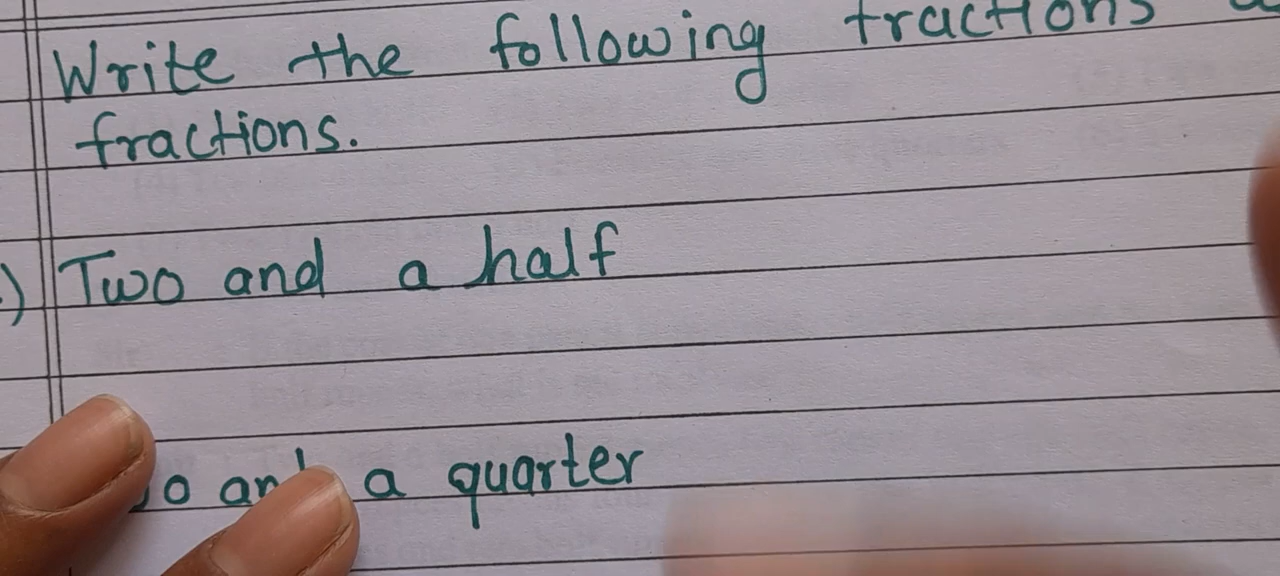 Write the following fractions
fractions.
.) Two and a half
a quarter